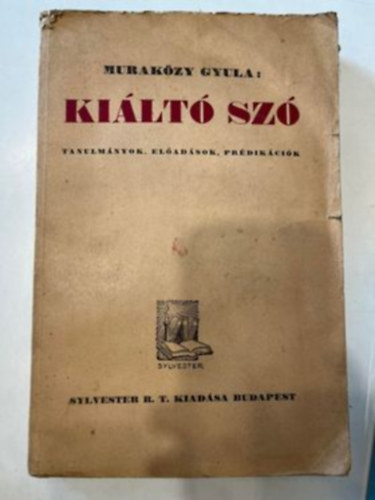 MURAKÖZY GYULA:
KIÁLTÓ SZÓ
TANULMÁNYOK, ELŐADÁSOK, PRÉDIKÁCIÓK
SYLVESTER
SYLVESTER R. T. KIADÁSA BUDAPEST